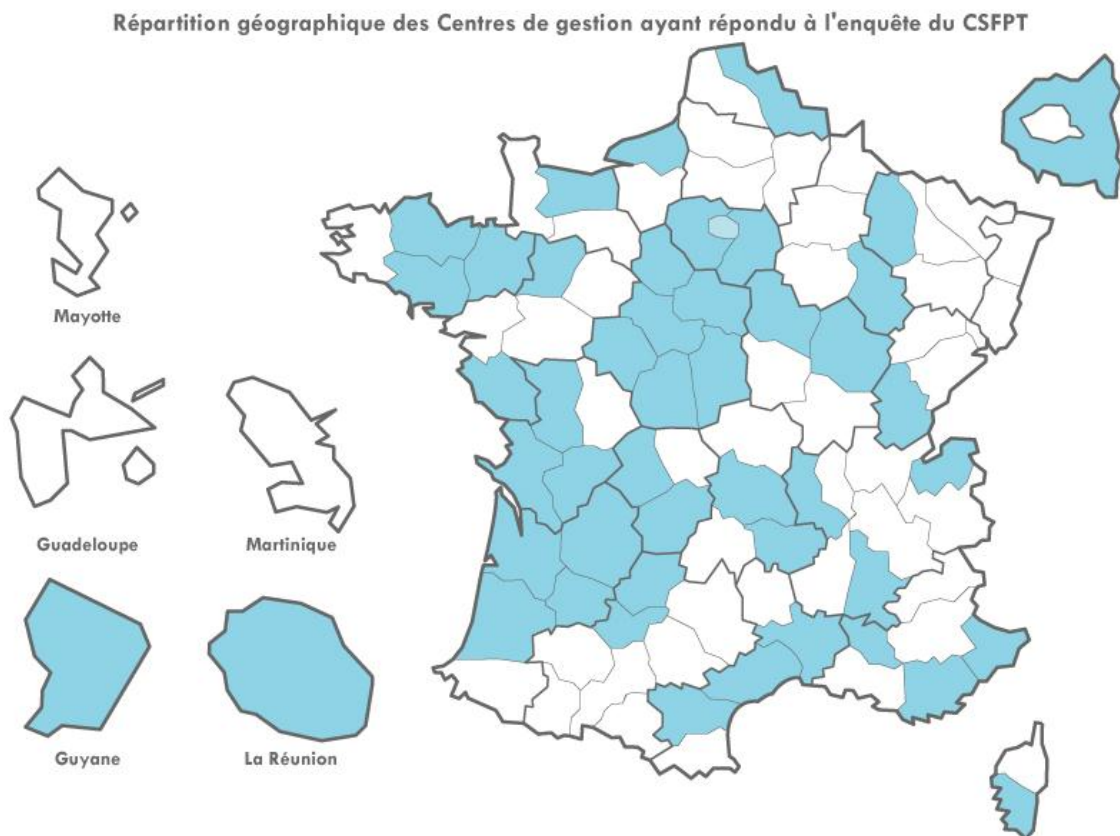 Répartition géographique des Centres de gestion ayant répondu à l'enquête du CSFPT
Mayotte
Guadeloupe
Martinique
Guyane
La Réunion